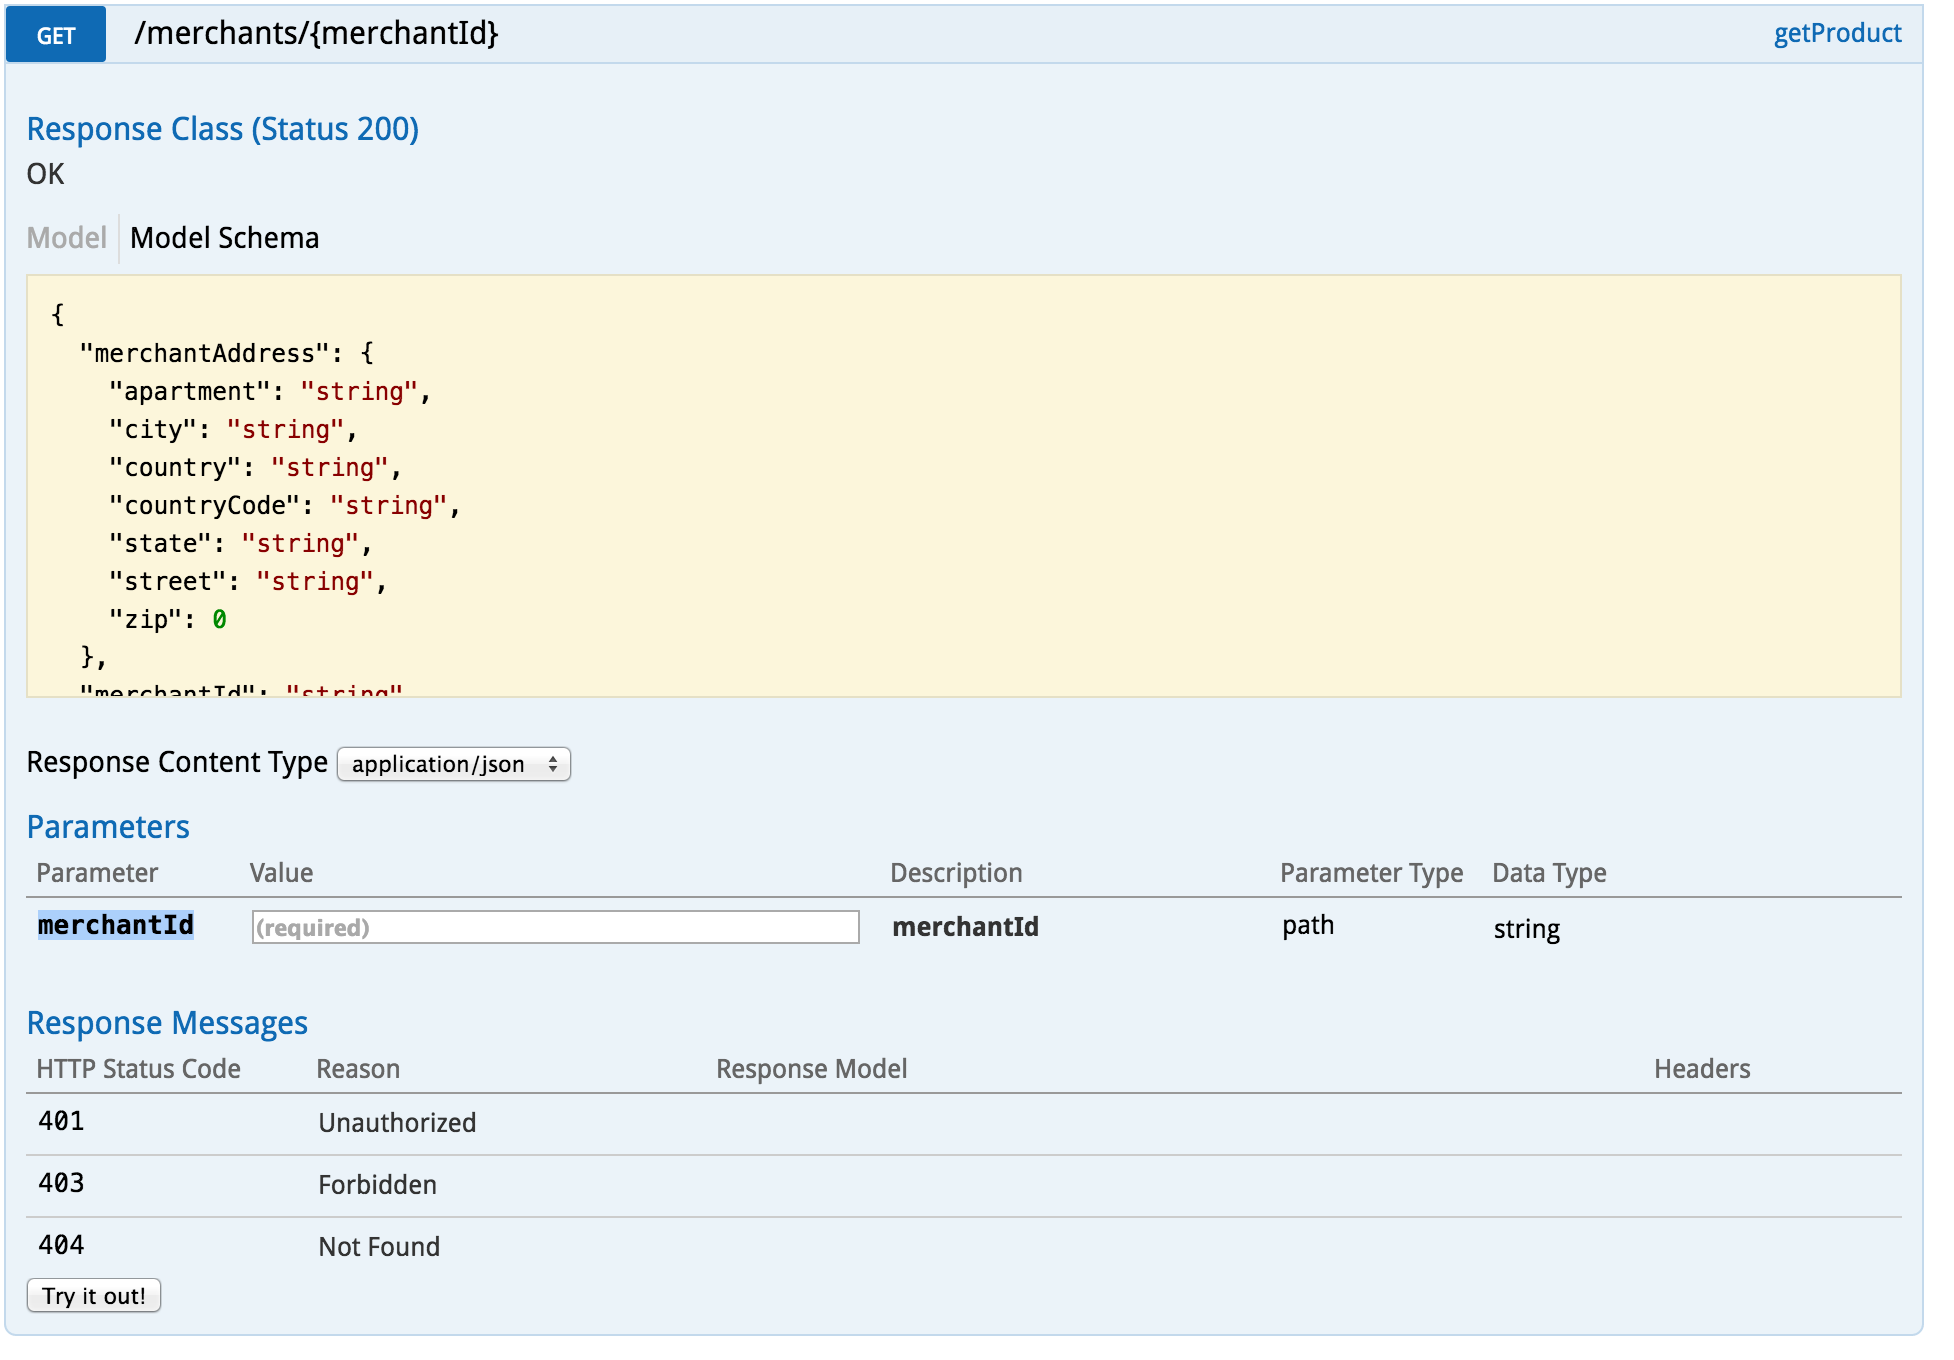 GET /merchants/{merchantId} getProduct
Response Class (Status 200)
OK
Model Model Schema
{
"merchantAddress": {
"apartment": "string",
"city": "string",
"country": "string",
"countryCode": "string",
"state": "string",
"street": "string",
"zip": 0
},
"merchantId": "string"
Response Content Type application/json
Parameters
Parameter Value Description Parameter Type Data Type
merchantId (required) merchantId path string
Response Messages
HTTP Status Code Reason Response Model Headers
401 Unauthorized
403 Forbidden
404 Not Found
Try it out!